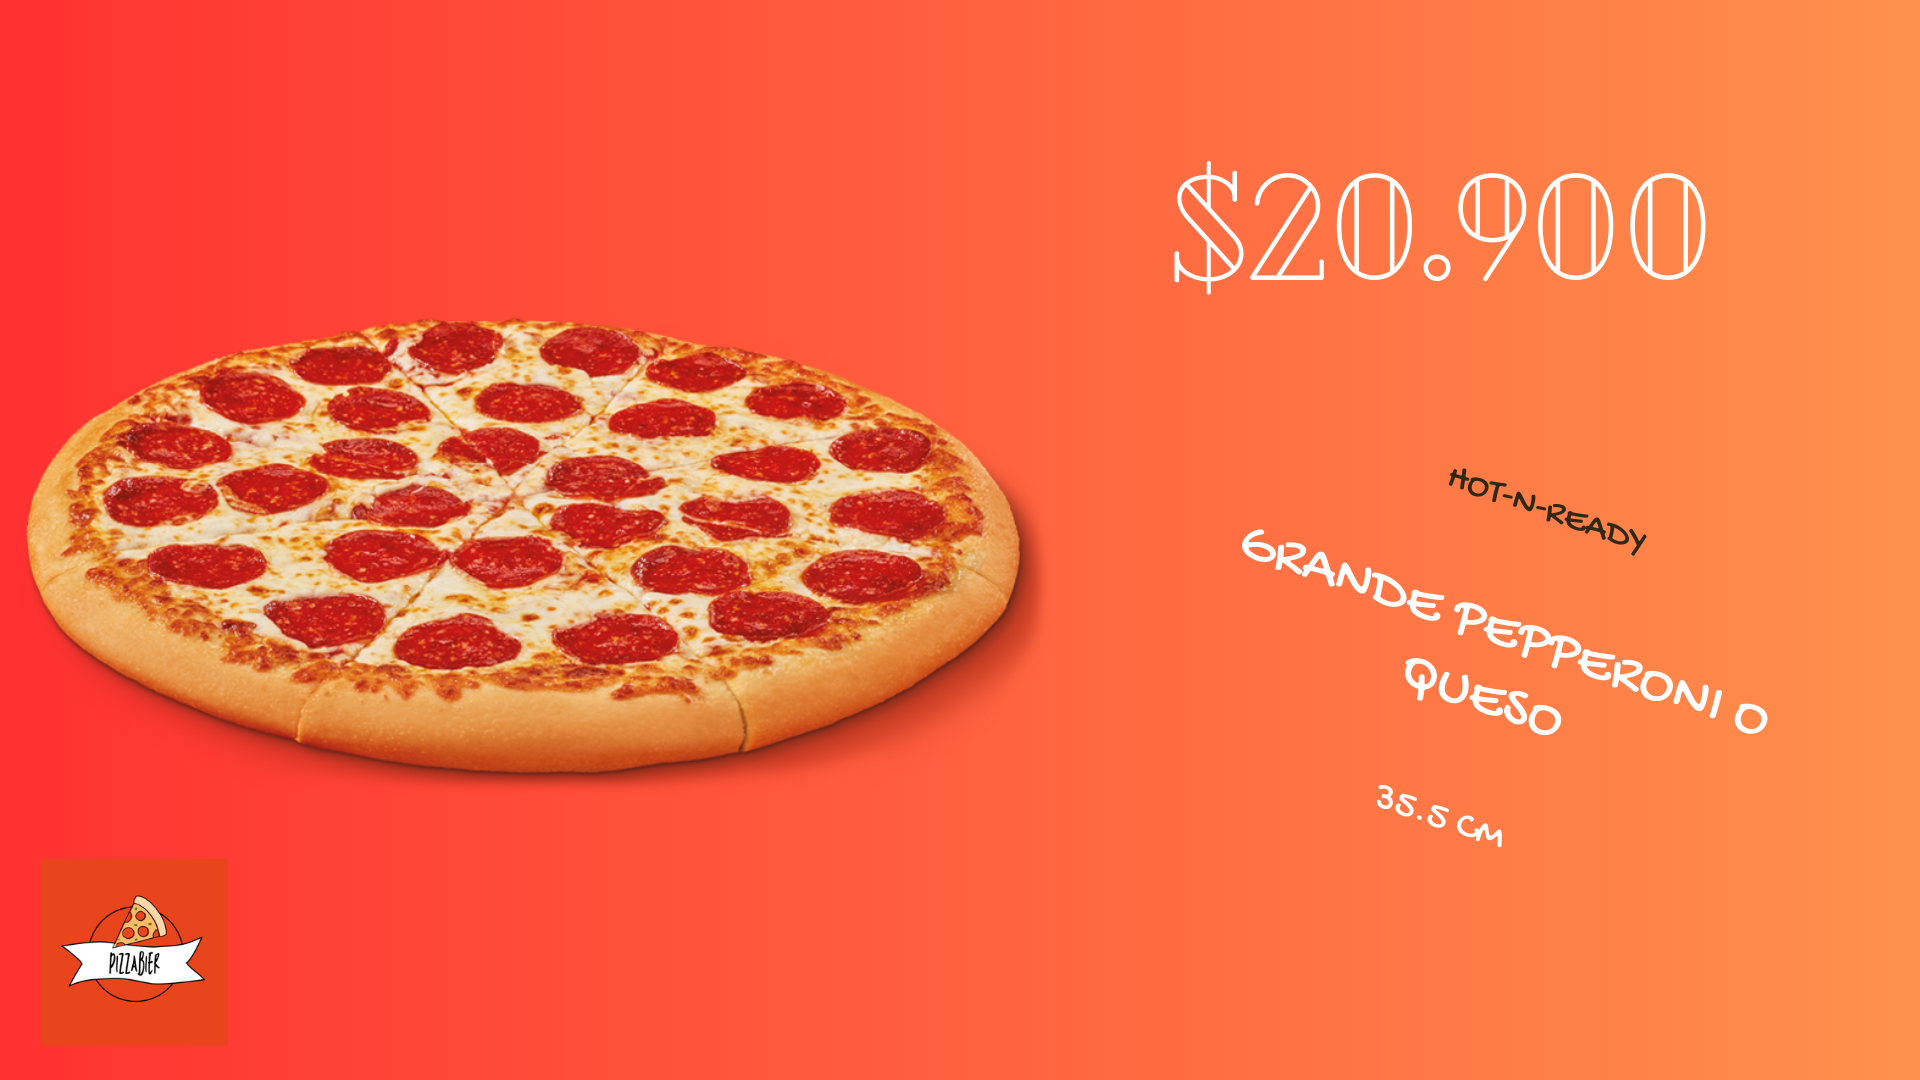 $20.900
HOT-N-READY
GRANDE PEPPERONI O
QUESO
35.5 CM
PIZZABIER